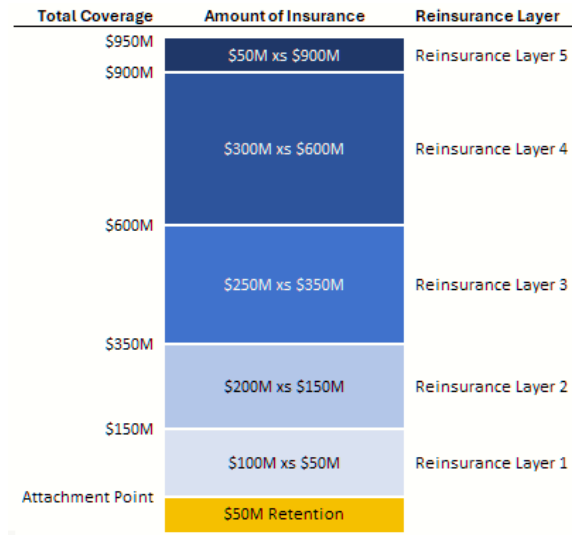 Total Coverage Amount of Insurance Reinsurance Layer
$950M
$50M xs $900M Reinsurance Layer 5
$900M
$300M xs $600M Reinsurance Layer 4
$600M
$250M xs $350M Reinsurance Layer 3
$350M
$200M xs $150M Reinsurance Layer 2
$150M
$100M xs $50M Reinsurance Layer 1
Attachment Point
$50M Retention